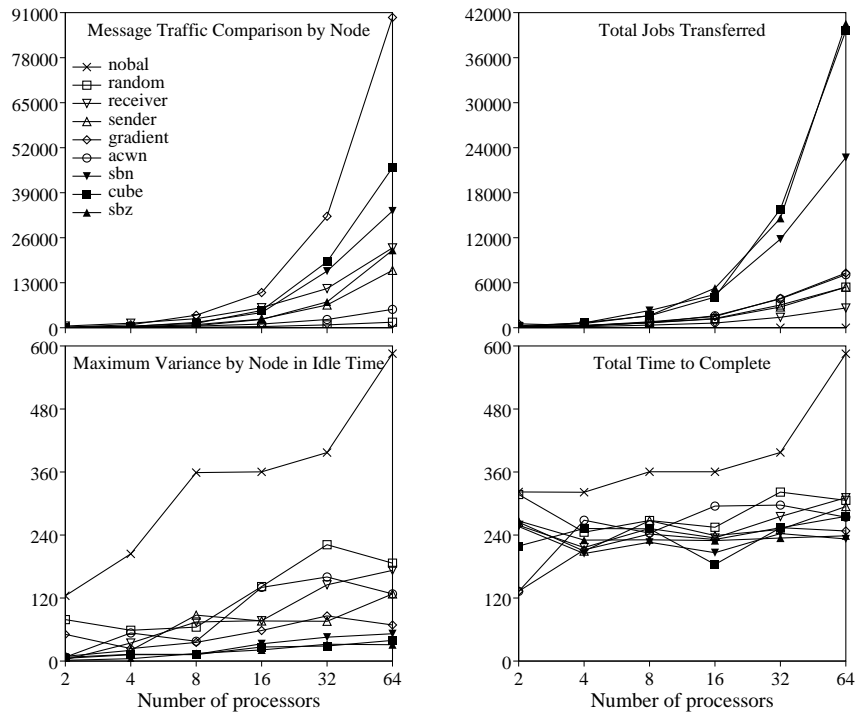 Message Traffic Comparison by Node
91000
78000
65000
52000
39000
26000
13000
0
nobal
random
receiver
sender
gradient
acwn
sbn
cube
sbz
Total Jobs Transferred
42000
36000
30000
24000
18000
12000
6000
0
Maximum Variance by Node in Idle Time
600
480
360
240
120
0
2 4 8 16 32 64
Number of processors
Total Time to Complete
600
480
360
240
120
0
2 4 8 16 32 64
Number of processors